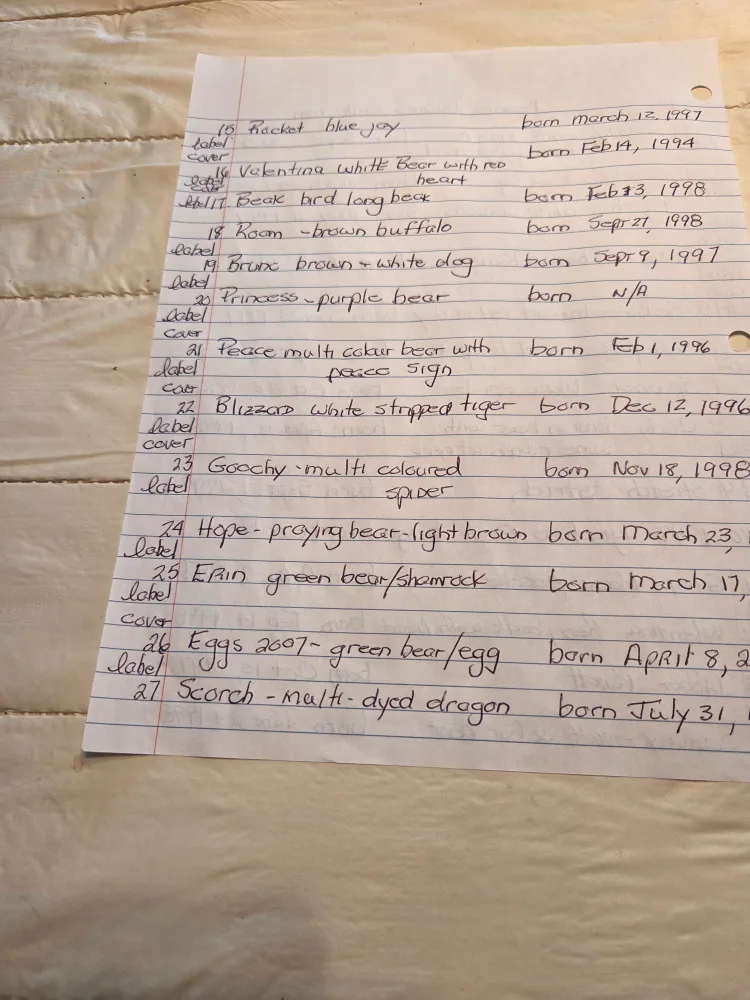 15 Rocket blue jay born march 12, 1997
label
cover born Feb 14, 1994
16 Valentina white Bear with red
label heart
17 Beak bird long beak born Feb 3, 1998
label
18 Roam - brown buffalo born Sept 27, 1998
label
19 Bruno brown + white dog born Sept 9, 1997
label
20 Princess - purple bear born N/A
label
cover
21 Peace multi colour bear with born Feb 1, 1996
label peace sign
cover
22 Blizzard white stripped tiger born Dec 12, 1996
label
cover
23 Goochy - multi coloured born Nov 18, 1998
label spider
24 Hope - praying bear - light brown born March 23,
label
25 Erin green bear/shamrock born March 17,
label
cover
26 Eggs 2007 - green bear/egg born April 8, 2
label
27 Scorch - multi - dyed dragon born July 31,